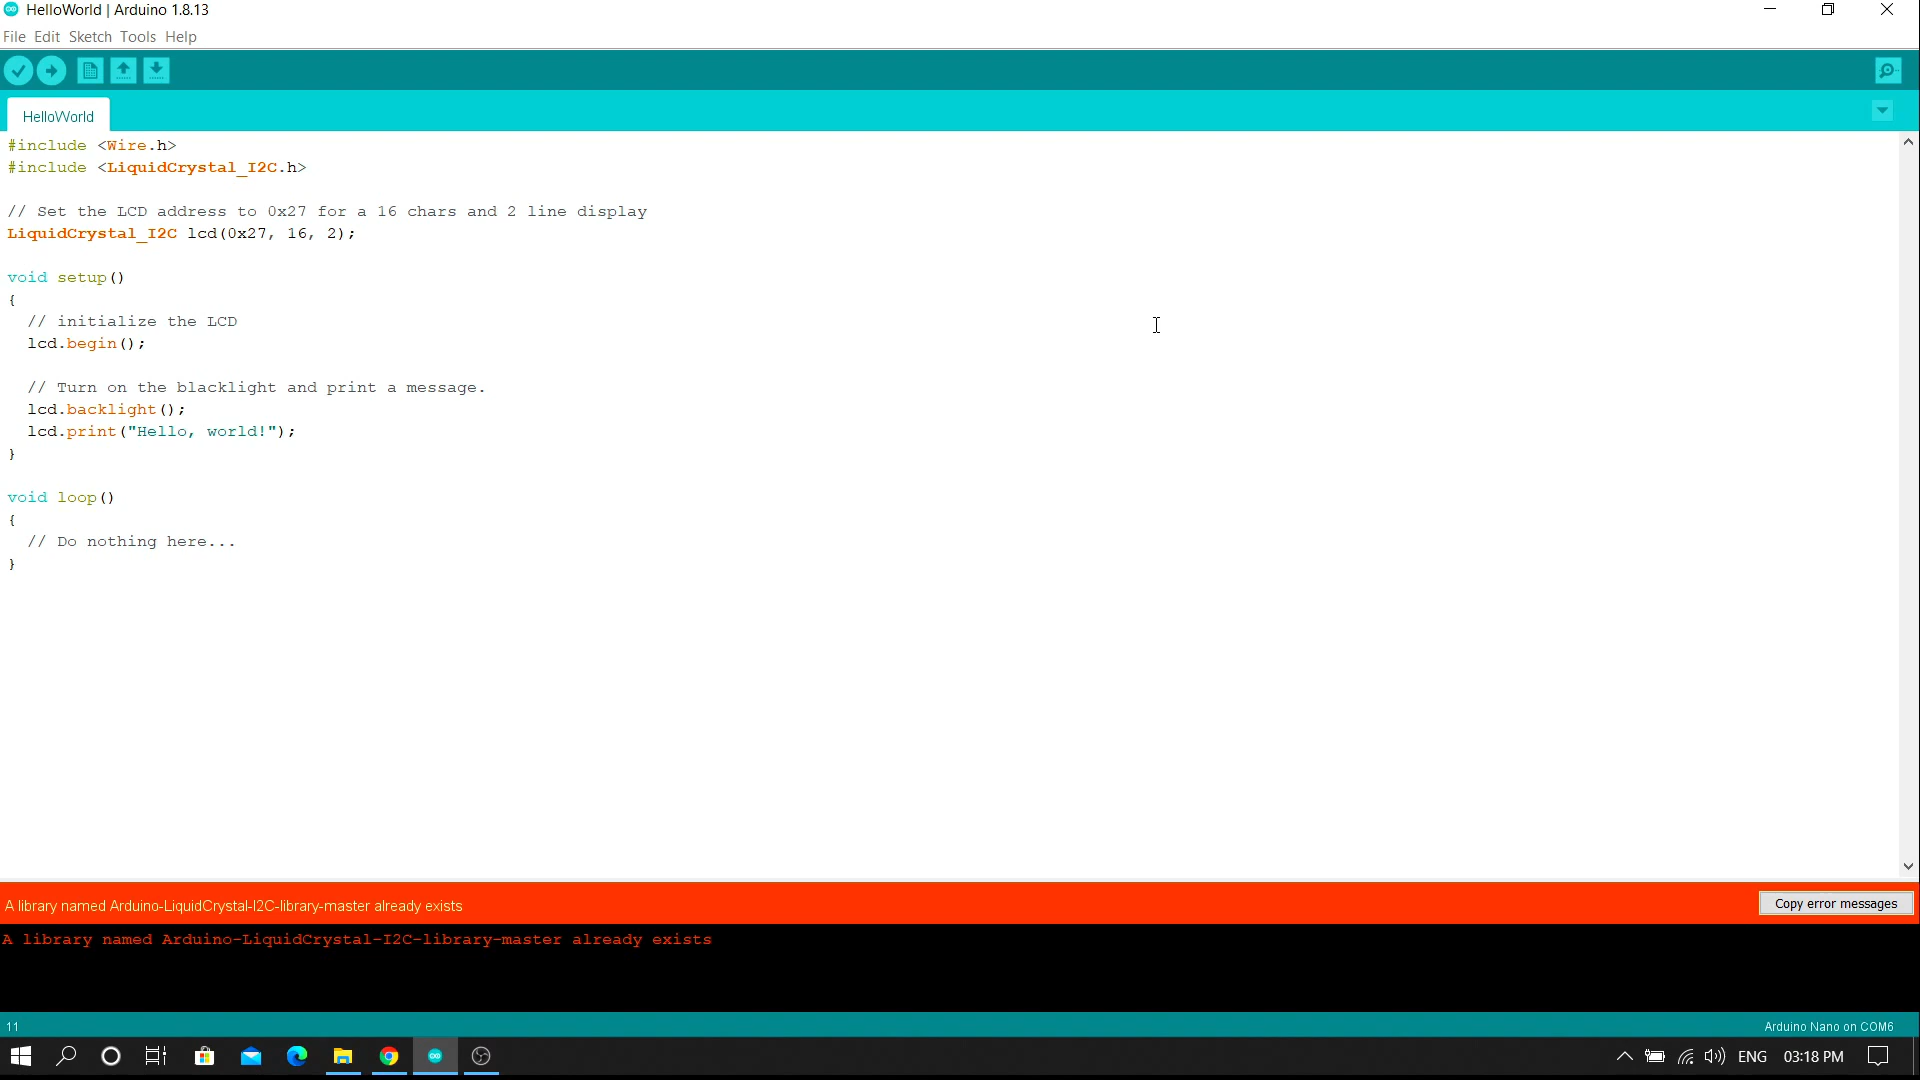 HelloWorld | Arduino 1.8.13
File Edit Sketch Tools Help
HelloWorld
#include <Wire.h>
#include <LiquidCrystal_I2C.h>
// Set the LCD address to 0x27 for a 16 chars and 2 line display
LiquidCrystal_I2C lcd(0x27, 16, 2);
void setup()
{
// initialize the LCD
lcd.begin();
// Turn on the blacklight and print a message.
lcd.backlight();
lcd.print("Hello, world!");
}
void loop()
{
// Do nothing here...
}
A library named Arduino-LiquidCrystal-I2C-library-master already exists
Copy error messages
A library named Arduino-LiquidCrystal-I2C-library-master already exists
11
Arduino Nano on COM6
ENG 03:18 PM